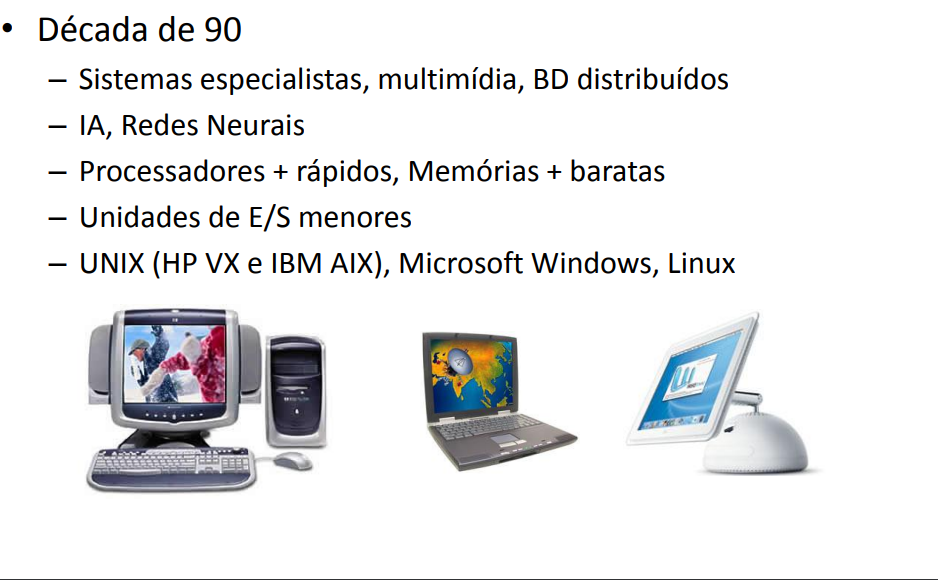 • Década de 90
– Sistemas especialistas, multimídia, BD distribuídos
– IA, Redes Neurais
– Processadores + rápidos, Memórias + baratas
– Unidades de E/S menores
– UNIX (HP VX e IBM AIX), Microsoft Windows, Linux